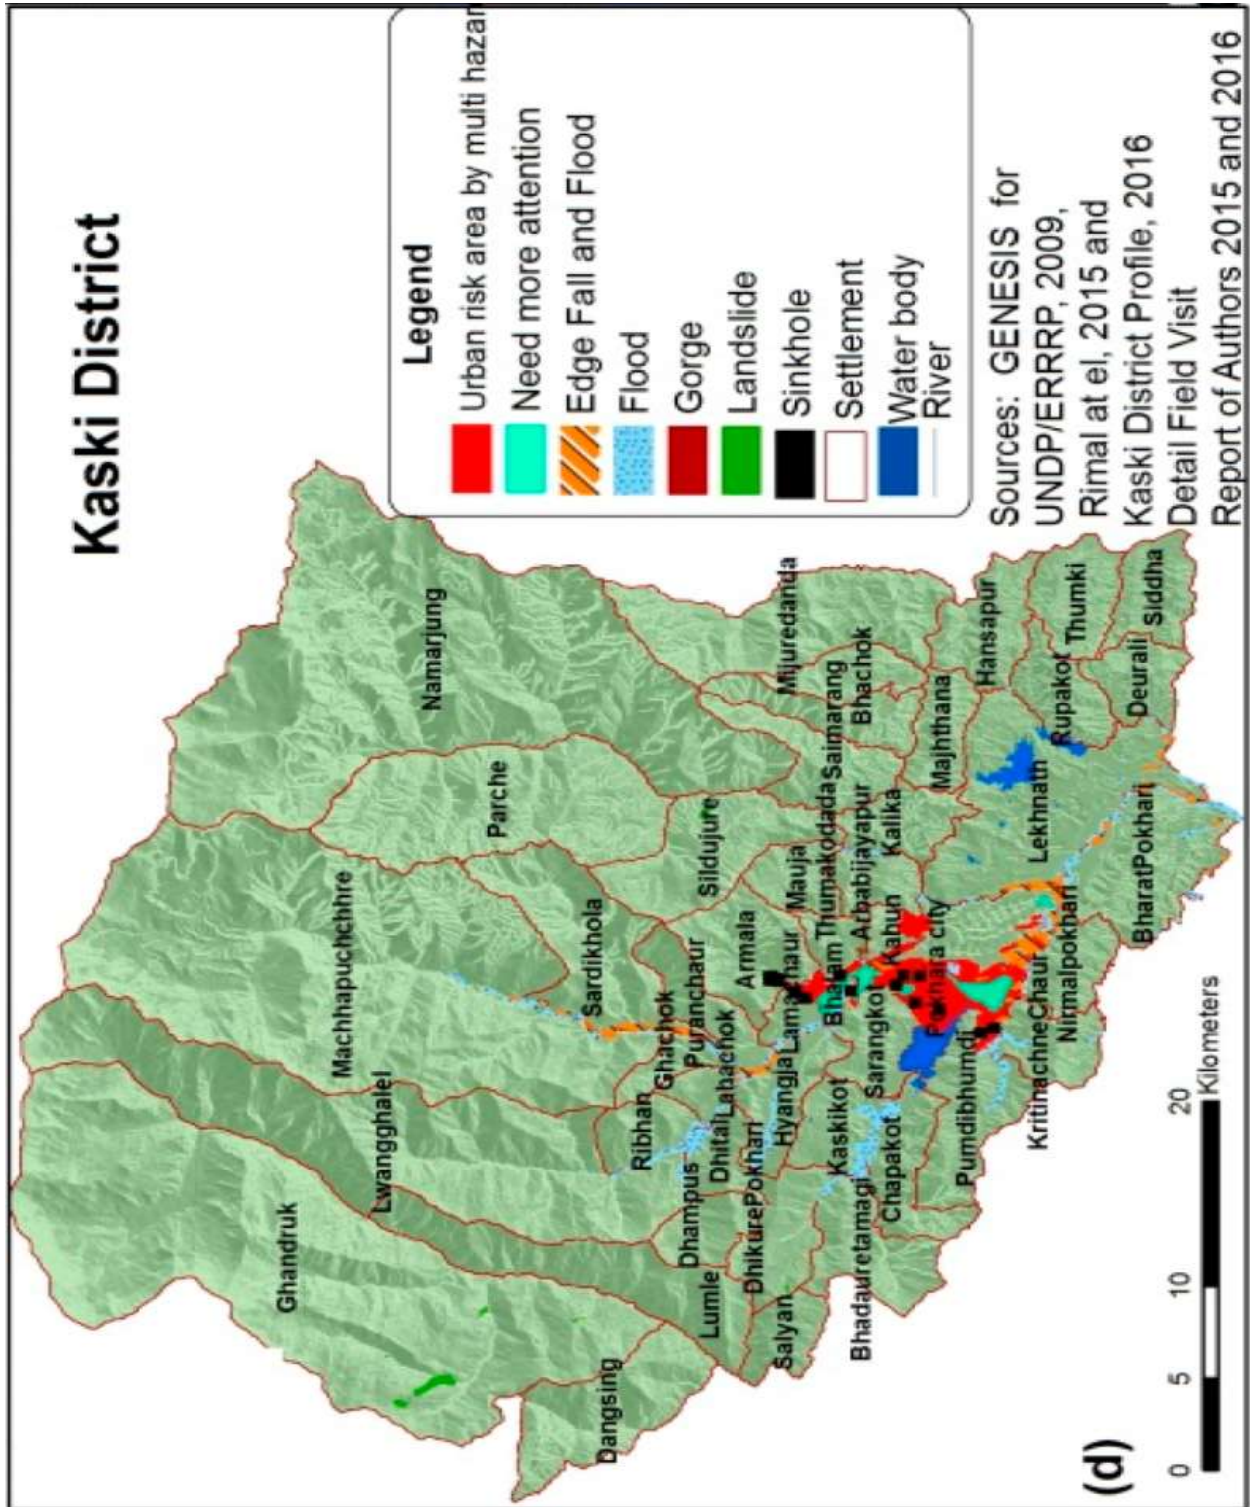 Kaski District
Legend
Urban risk area by multi hazar
Need more attention
Edge Fall and Flood
Flood
Gorge
Landslide
Sinkhole
Settlement
Water body
River
Sources: GENESIS for
UNDP/ERRRP, 2009,
Rimal at el, 2015 and
Kaski District Profile, 2016
Detail Field Visit
Report of Authors 2015 and 2016
Ghandruk
Machhapuchchhre
Namarjung
Lwangghalel
Parche
Dangsing
Sardikhola
Sildujure
Ribhan
Ghachok
Puranchaur
Armala
Mijuredanda
Lumle
Dhampus
Dhital
Labachok
Mauja
Saimarang
Bhachok
Salyan
DhikurePokhari
Hyangja
Lamachaur
Thumakodada
Bhalam
Arbabijayapur
Kaskikot
Sarangkot
Kahun
Kalika
Majhthana
Hansapur
Bhadauretamagi
Chapakot
Pumdibhumdi
Pokhara city
Lekhnath
Rupakot
Thumki
KritinachneChaur
Nirmalpokhari
BharatPokhari
Deurali
Siddha
(d)
0 5 10 20
Kilometers